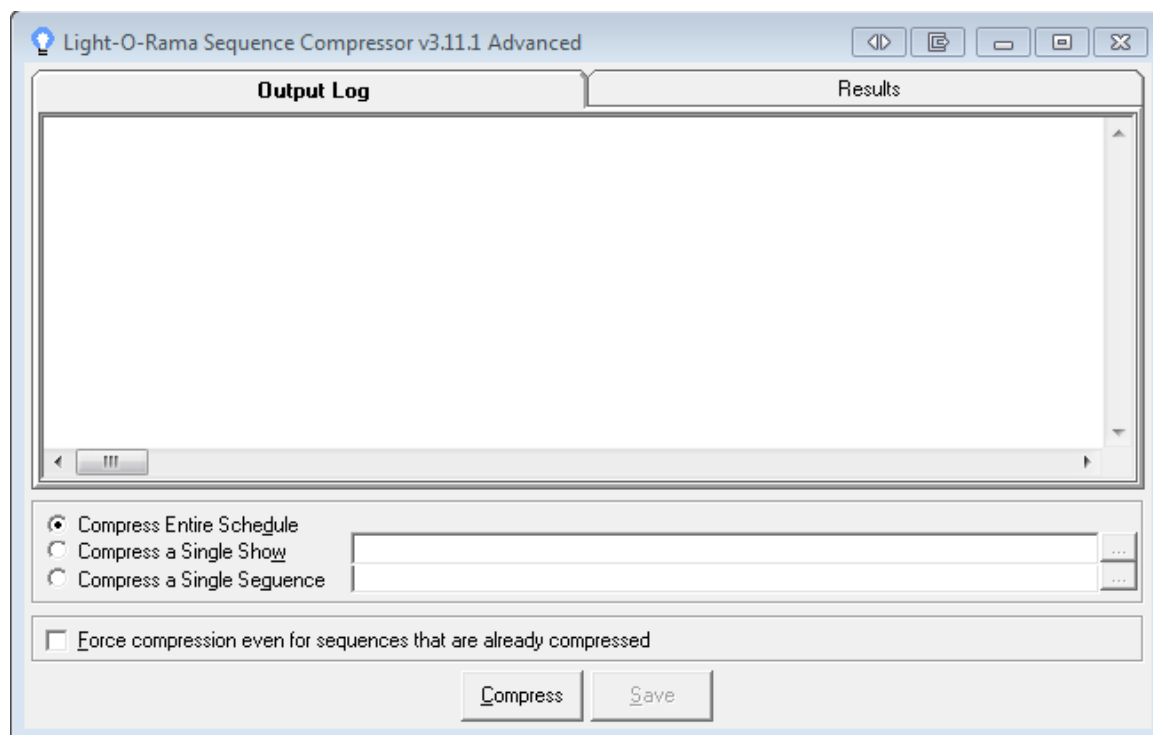 Light-O-Rama Sequence Compressor v3.11.1 Advanced
Output Log
Results
Compress Entire Schedule
Compress a Single Show
...
Compress a Single Sequence
...
Force compression even for sequences that are already compressed
Compress
Save